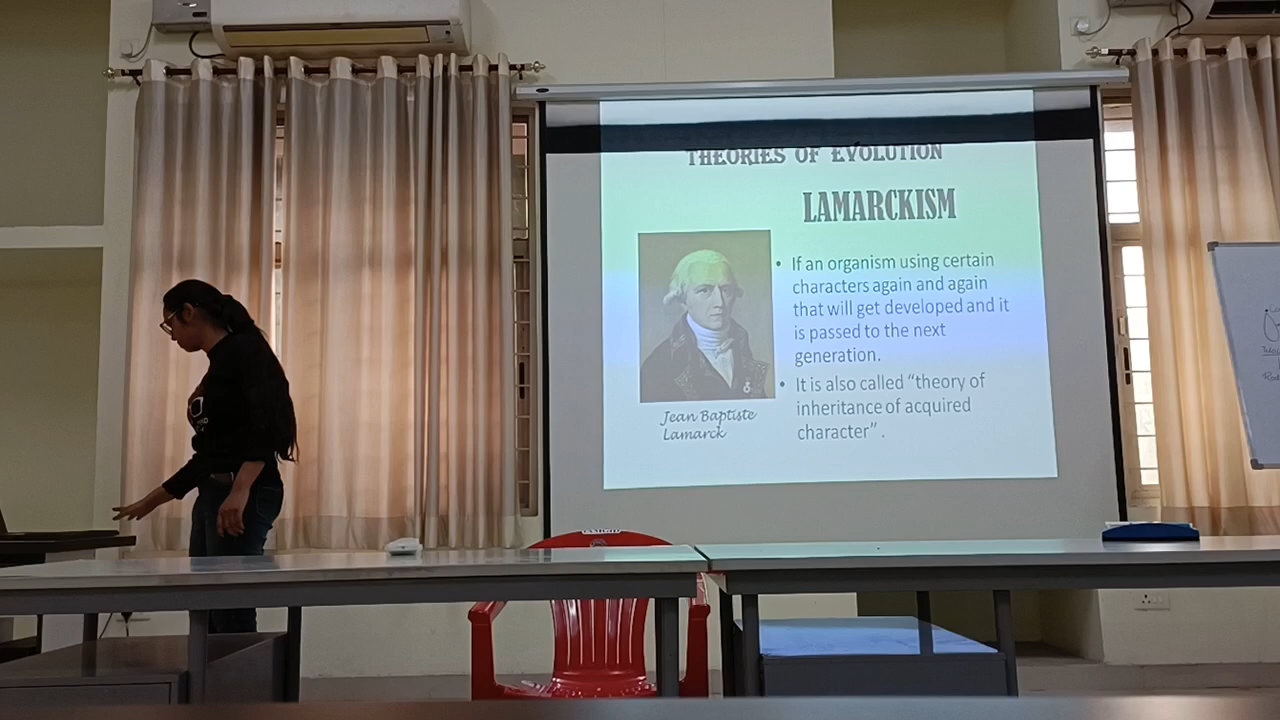 THEORIES OF EVOLUTION
LAMARCKISM
• If an organism using certain
characters again and again
that will get developed and it
is passed to the next
generation.
• It is also called “theory of
inheritance of acquired
character” .
Jean Baptiste
Lamarck